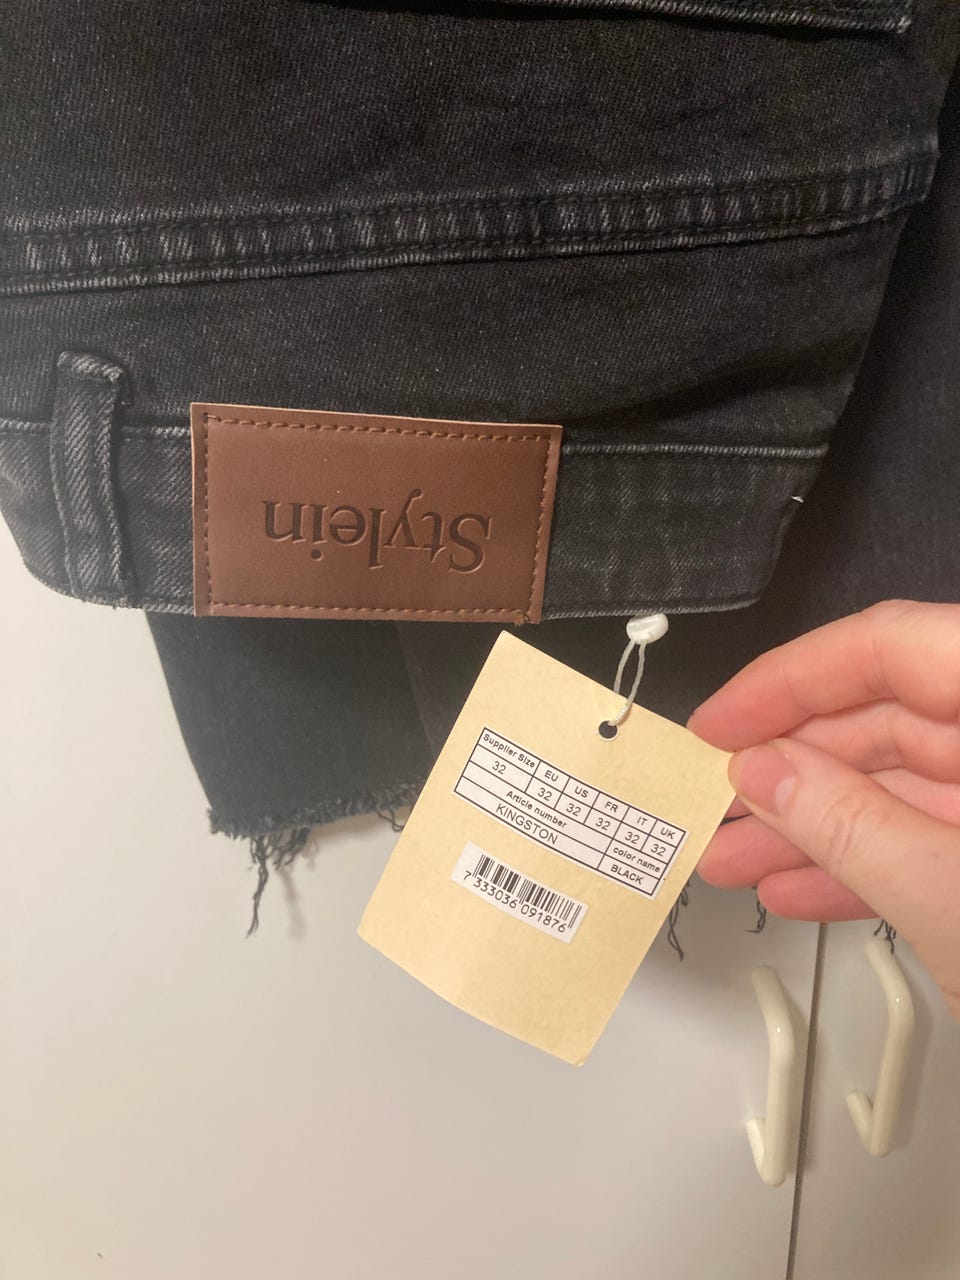 Stylein
Supplier Size EU US FR IT UK
32 32 32 32 32 32
Article number color name
KINGSTON BLACK
7 333036 091876